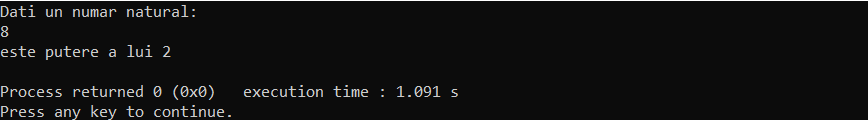 Dati un numar natural:
8
este putere a lui 2
Process returned 0 (0x0)   execution time : 1.091 s
Press any key to continue.